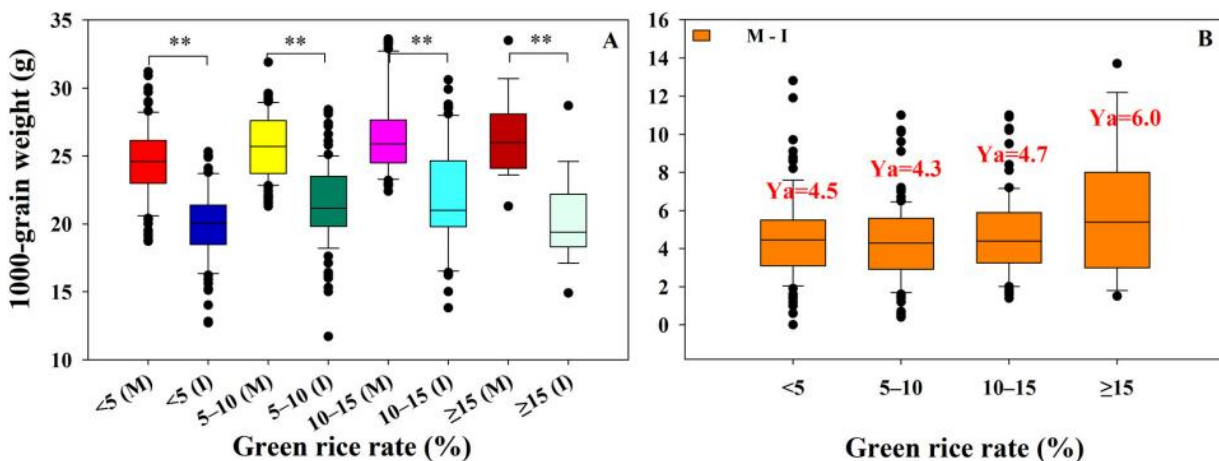 A
1000-grain weight (g)
35
30
25
20
15
10
**
**
**
**
<5 (M)
<5 (I)
5–10 (M)
5–10 (I)
10–15 (M)
10–15 (I)
≥15 (M)
≥15 (I)
Green rice rate (%)
B
M - I
16
14
12
10
8
6
4
2
0
Ya=4.5
Ya=4.3
Ya=4.7
Ya=6.0
<5
5–10
10–15
≥15
Green rice rate (%)